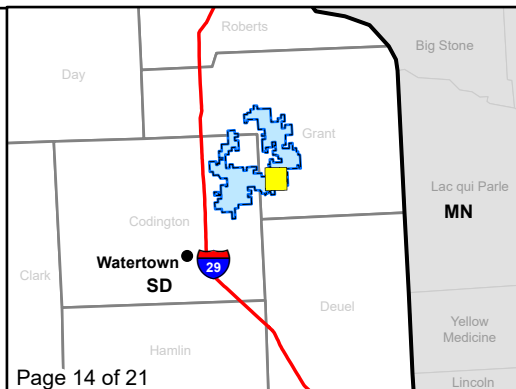 Roberts
Big Stone
Day
Grant
Lac qui Parle
MN
Codington
Watertown
29
Clark
SD
Deuel
Yellow
Medicine
Hamlin
Page 14 of 21
Lincoln